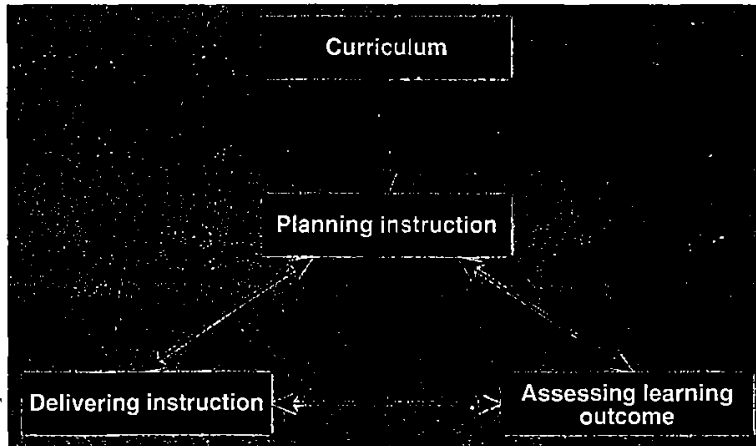 Curriculum
Planning instruction
Delivering instruction
Assessing learning
outcome